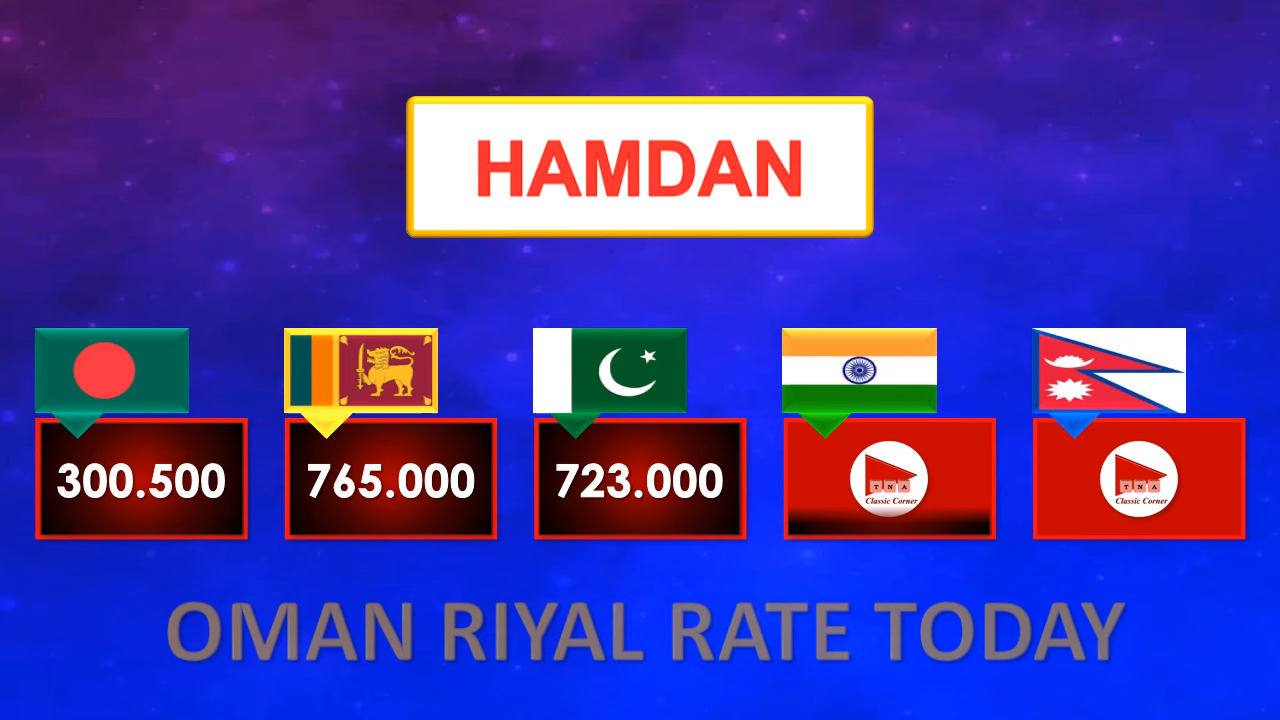 HAMDAN
300.500
765.000
723.000
TNA
Classic Corner
TNA
Classic Corner
OMAN RIYAL RATE TODAY